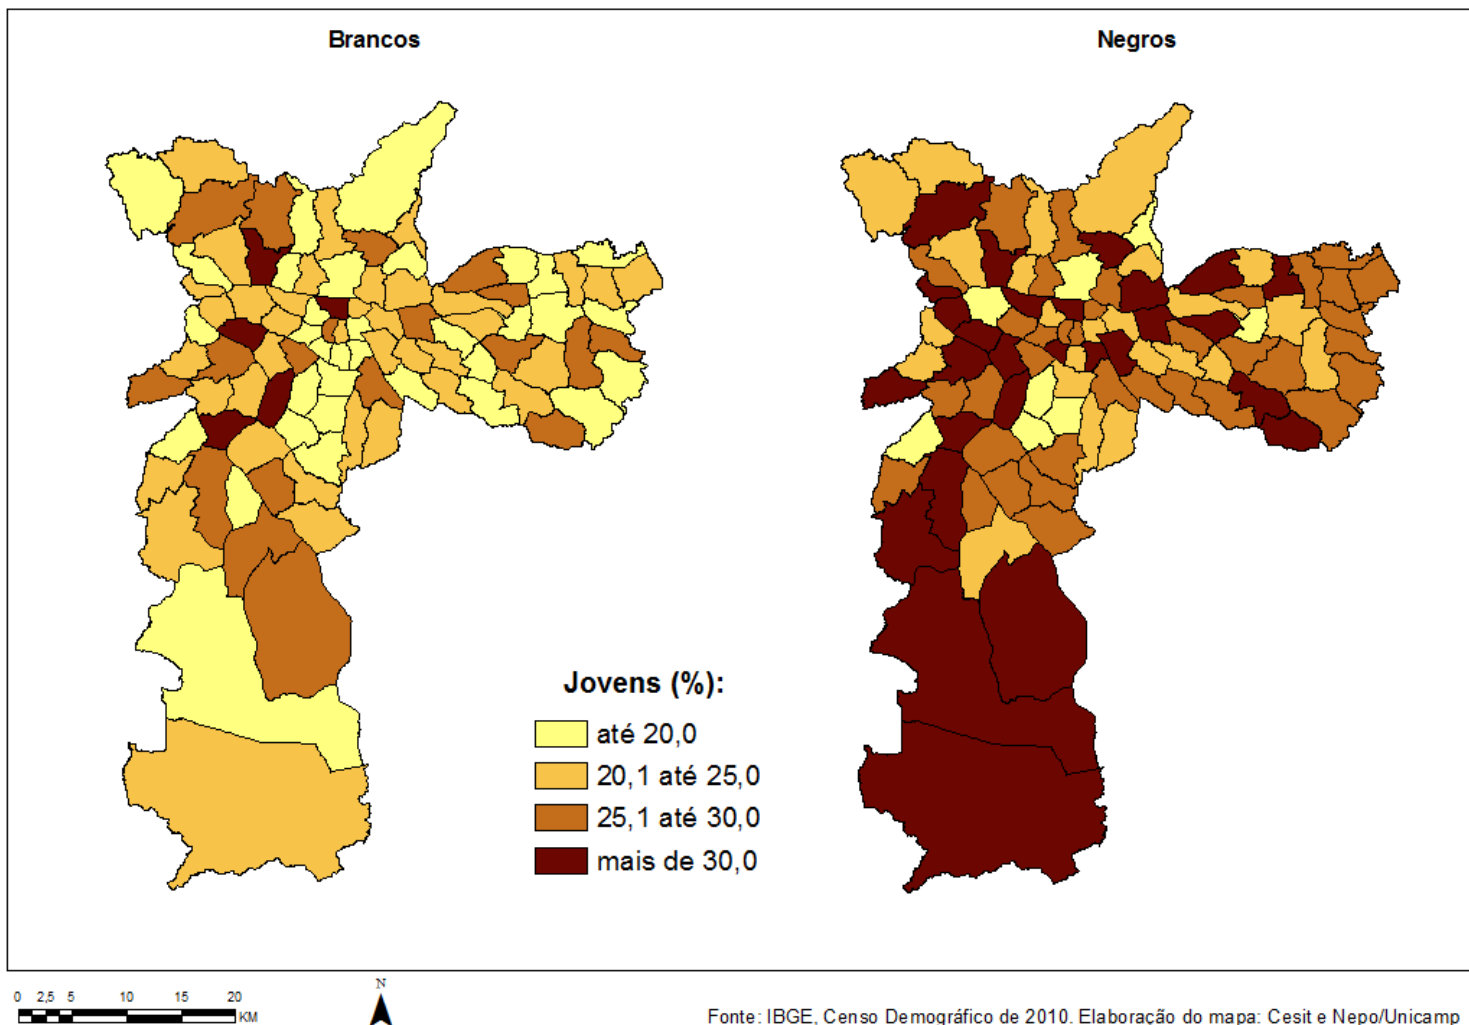 Brancos
Negros
Jovens (%):
até 20,0
20,1 até 25,0
25,1 até 30,0
mais de 30,0
0 2,5 5 10 15 20
KM
N
Fonte: IBGE, Censo Demográfico de 2010. Elaboração do mapa: Cesit e Nepo/Unicamp